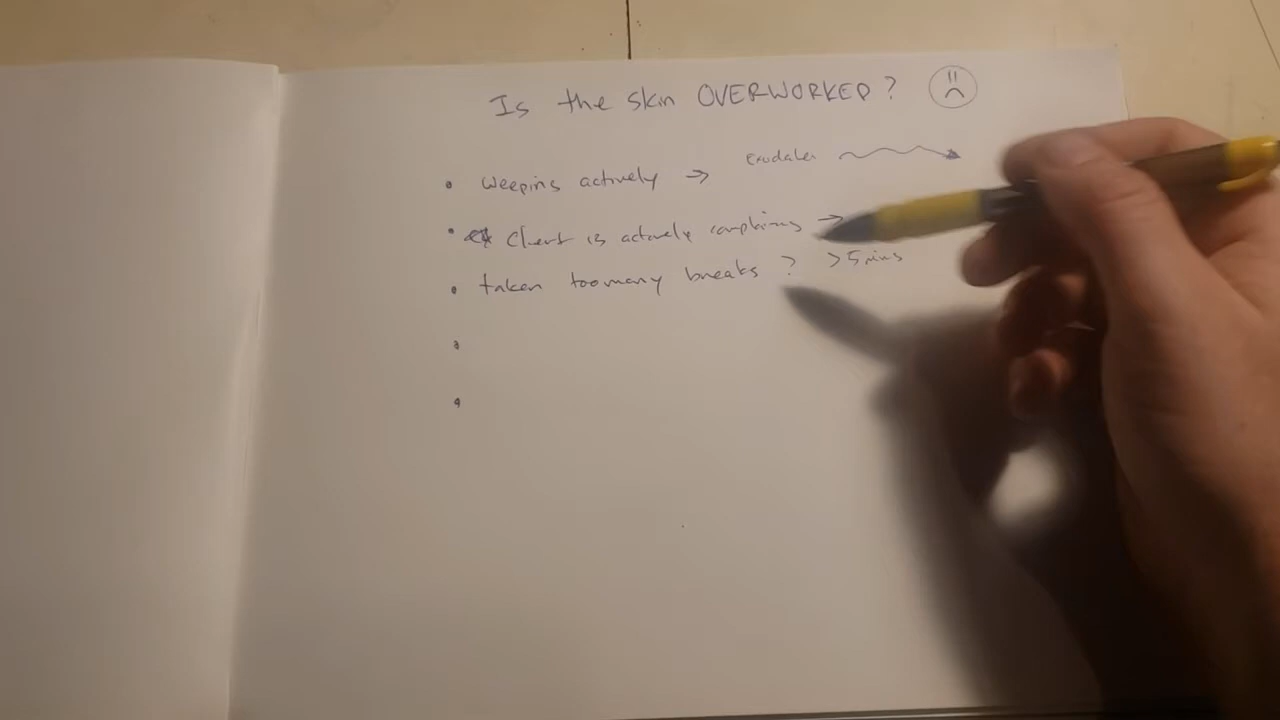 Is the skin OVERWORKED?
• weeping actively → Exudates
• Client is actively complaining →
• taken too many breaks ? >5 mins
•
•